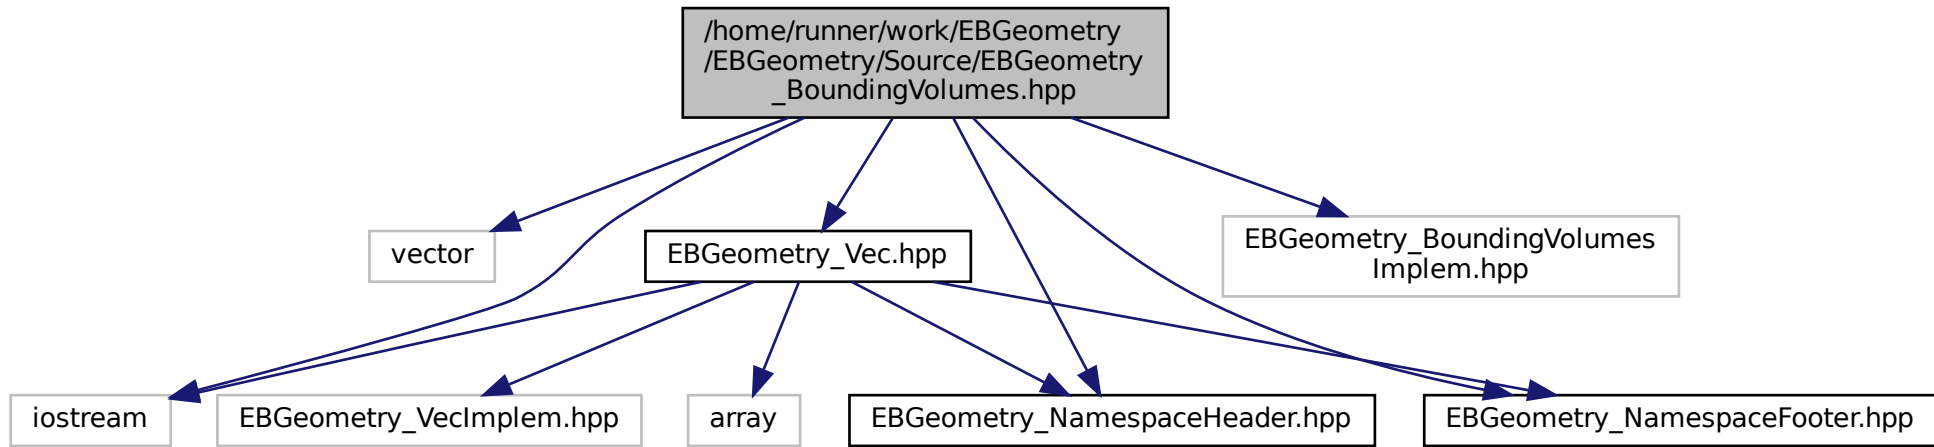 /home/runner/work/EBGeometry
/EBGeometry/Source/EBGeometry
_BoundingVolumes.hpp
vector
EBGeometry_Vec.hpp
EBGeometry_BoundingVolumes
Implem.hpp
iostream
EBGeometry_VecImplem.hpp
array
EBGeometry_NamespaceHeader.hpp
EBGeometry_NamespaceFooter.hpp